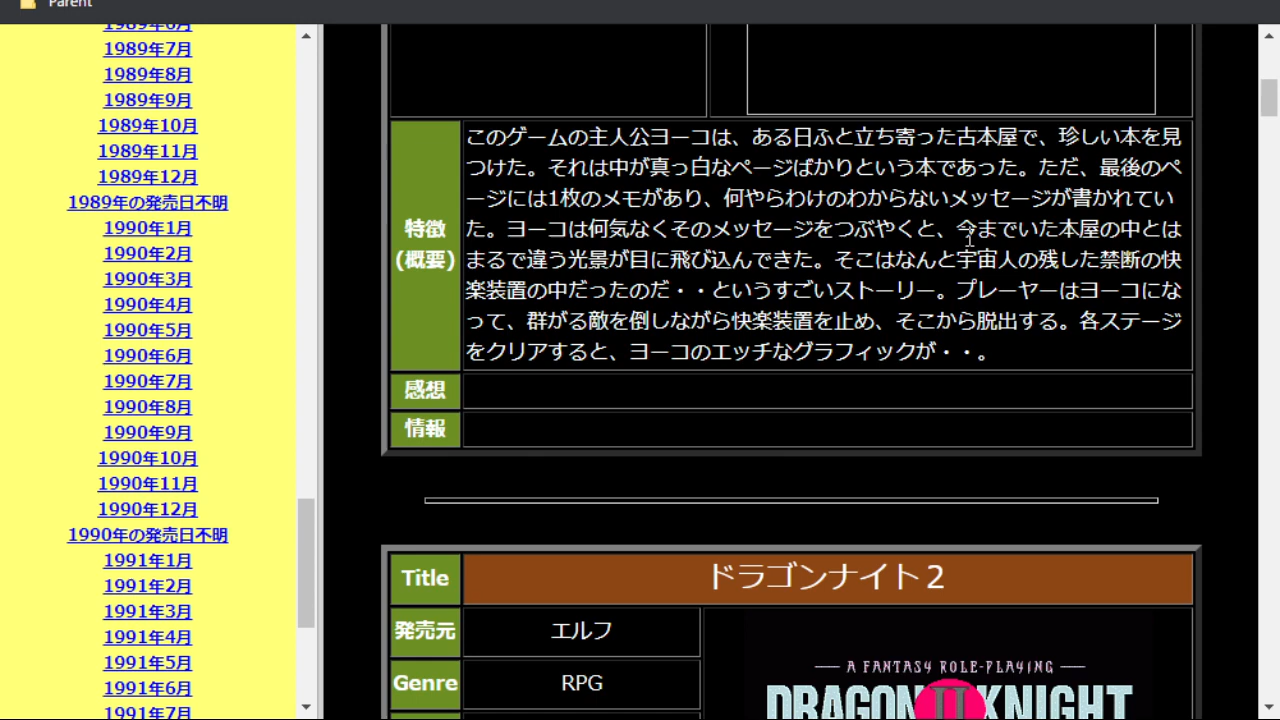 Parent
1989年6月
1989年7月
1989年8月
1989年9月
1989年10月
1989年11月
1989年12月
1989年の発売日不明
1990年1月
1990年2月
1990年3月
1990年4月
1990年5月
1990年6月
1990年7月
1990年8月
1990年9月
1990年10月
1990年11月
1990年12月
1990年の発売日不明
1991年1月
1991年2月
1991年3月
1991年4月
1991年5月
1991年6月
1991年7月
特徴
(概要)
このゲームの主人公ヨーコは、ある日ふと立ち寄った古本屋で、珍しい本を見
つけた。それは中が真っ白なページばかりという本であった。ただ、最後のペ
ージには1枚のメモがあり、何やらわけのわからないメッセージが書かれてい
た。ヨーコは何気なくそのメッセージをつぶやくと、今までいた本屋の中とは
まるで違う光景が目に飛び込んできた。そこはなんと宇宙人の残した禁断の快
楽装置の中だったのだ・・というすごいストーリー。プレーヤーはヨーコにな
って、群がる敵を倒しながら快楽装置を止め、そこから脱出する。各ステージ
をクリアすると、ヨーコのエッチなグラフィックが・・。
感想
情報
Title
ドラゴンナイト２
発売元
エルフ
Genre
RPG
A FANTASY ROLE-PLAYING
DRAGON II KNIGHT